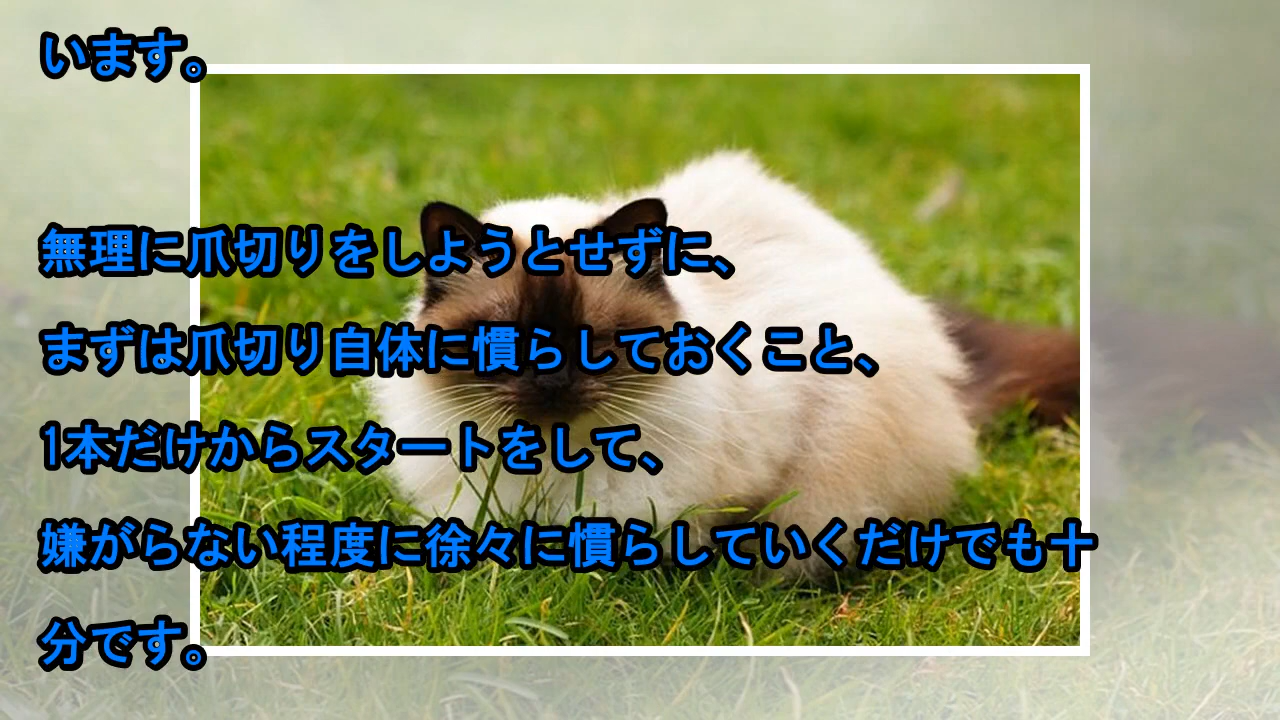 います。
無理に爪切りをしようとせずに、
まずは爪切り自体に慣らしておくこと、
1本だけからスタートをして、
嫌がらない程度に徐々に慣らしていくだけでも十
分です。